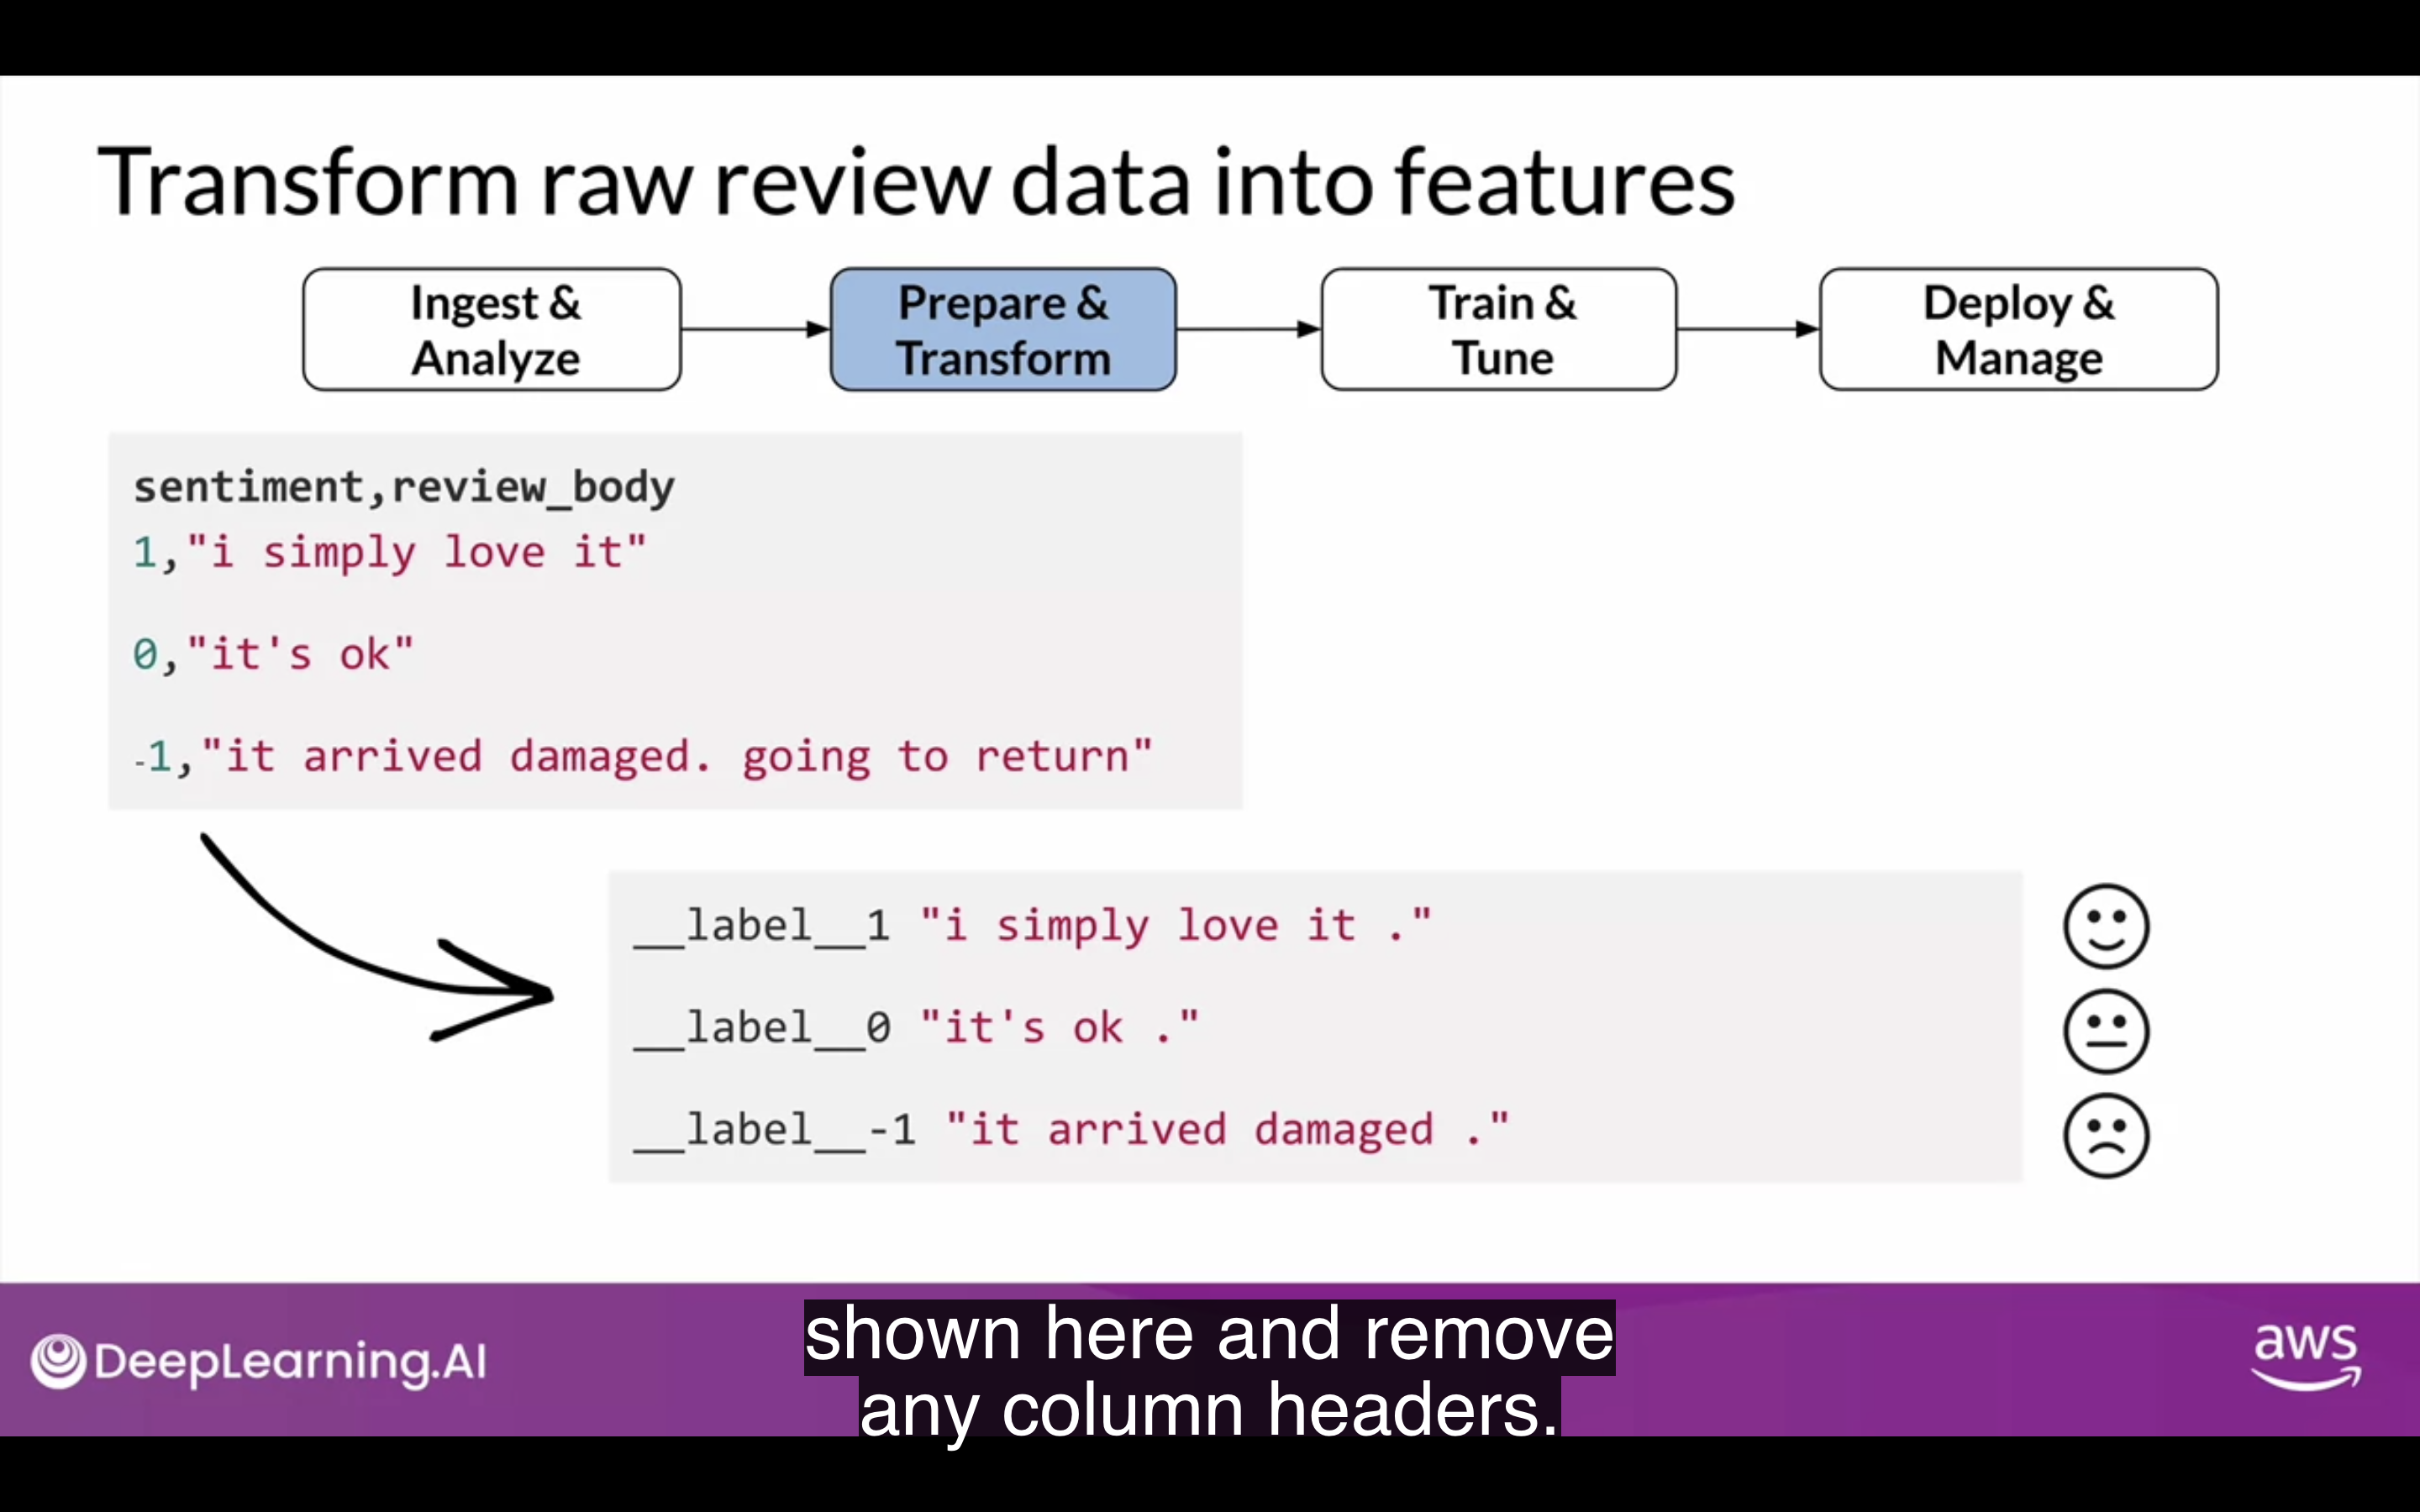 Transform raw review data into features
Ingest &
Analyze
Prepare &
Transform
Train &
Tune
Deploy &
Manage
sentiment,review_body
1,"i simply love it"
0,"it's ok"
-1,"it arrived damaged. going to return"
__label__1 "i simply love it ."
__label__0 "it's ok ."
__label__-1 "it arrived damaged ."
DeepLearning.AI
shown here and remove
any column headers.
aws